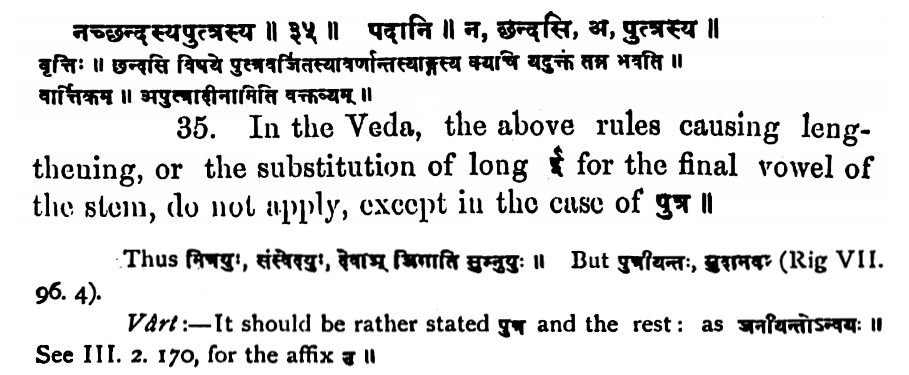 नच्छन्दस्यपुत्त्रस्य ॥ ३५ ॥ पदानि ॥ न, छन्दसि, अ, पुत्त्रस्य ॥
वृत्तिः ॥ छन्दसि विषये पुत्त्रवर्जितस्यावर्णान्तस्याङ्गस्य क्यचि यदुक्तं तन्न भवति ॥
वार्त्तिकम् ॥ अपुत्त्रादीनामिति वक्तव्यम् ॥
35. In the Veda, the above rules causing leng-
thening, or the substitution of long ई for the final vowel of
the stem, do not apply, except in the case of पुत्र ॥
Thus मित्रयुः, संस्वेदयुः, देवाञ् जिगाति सुम्नयुः ॥ But पुत्रीयन्तः, सुदानवः (Rig VII.
96. 4).
Vârt:—It should be rather stated पुत्र and the rest: as जनीयन्तोऽन्वग्रः ॥
See III. 2. 170, for the affix उ ॥